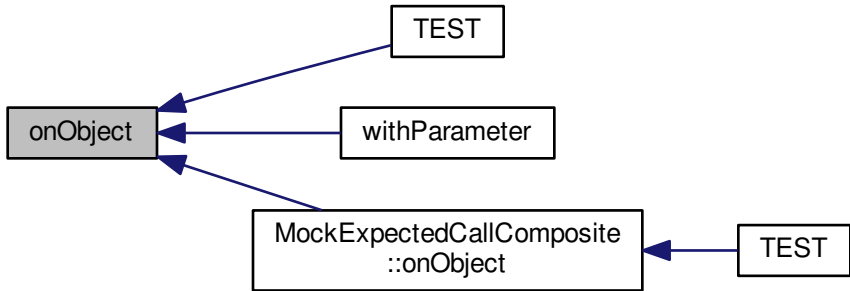 TEST
onObject
withParameter
MockExpectedCallComposite
::onObject
TEST